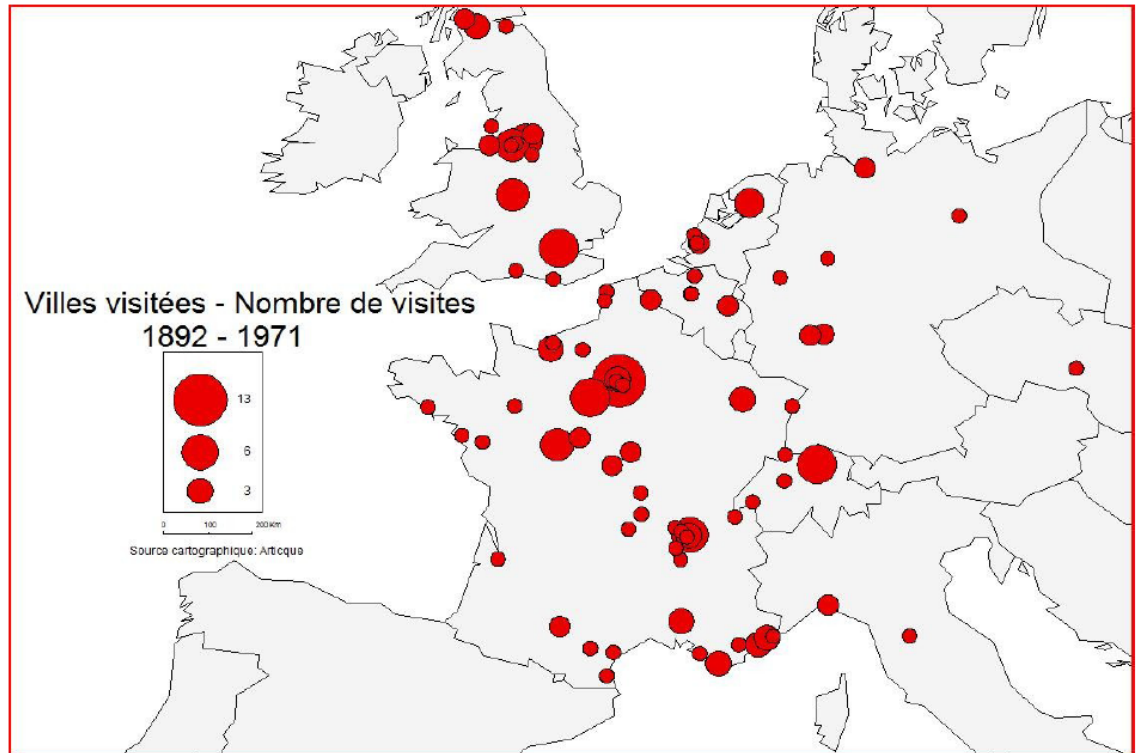 Villes visitées - Nombre de visites
1892 - 1971
13
6
3
0 100 200 Km
Source cartographique: Articque